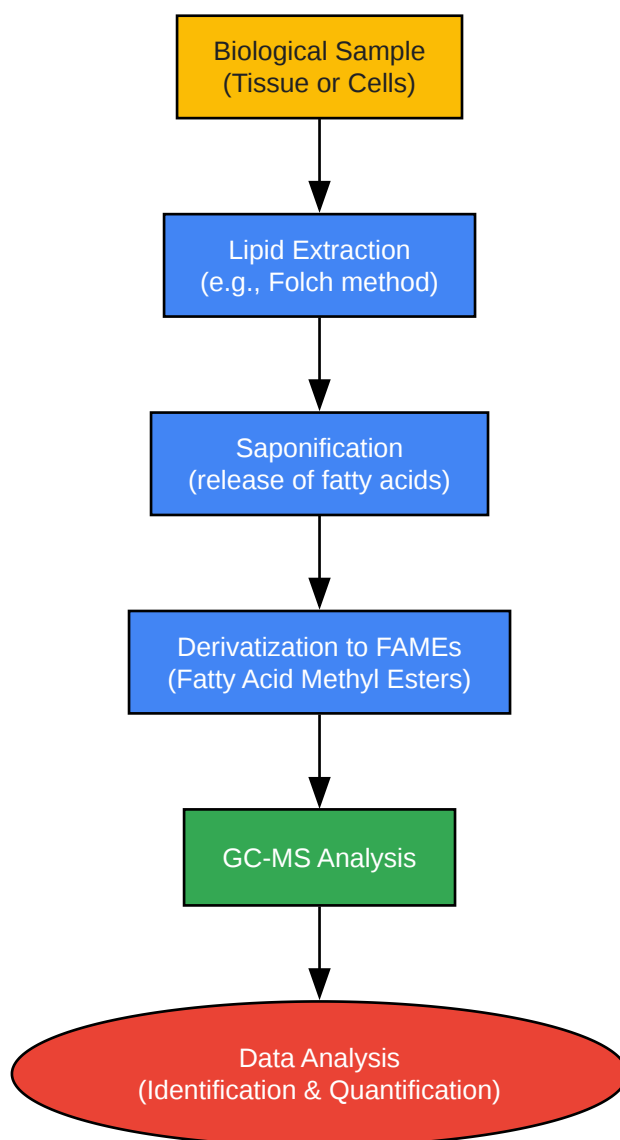 Biological Sample
(Tissue or Cells)
Lipid Extraction
(e.g., Folch method)
Saponification
(release of fatty acids)
Derivatization to FAMEs
(Fatty Acid Methyl Esters)
GC-MS Analysis
Data Analysis
(Identification & Quantification)